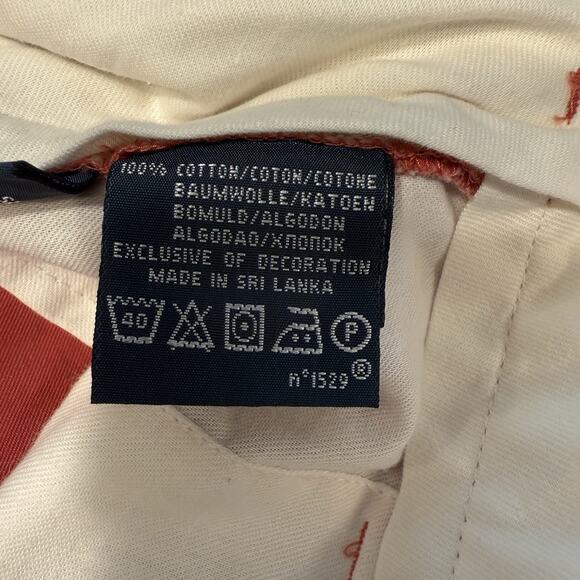 100% COTTON/COTON/COTONE
BAUMWOLLE/KATOEN
BOMULD/ALGODON
ALGODAO/ХЛОПОК
EXCLUSIVE OF DECORATION
MADE IN SRI LANKA
40 P
n°1529®